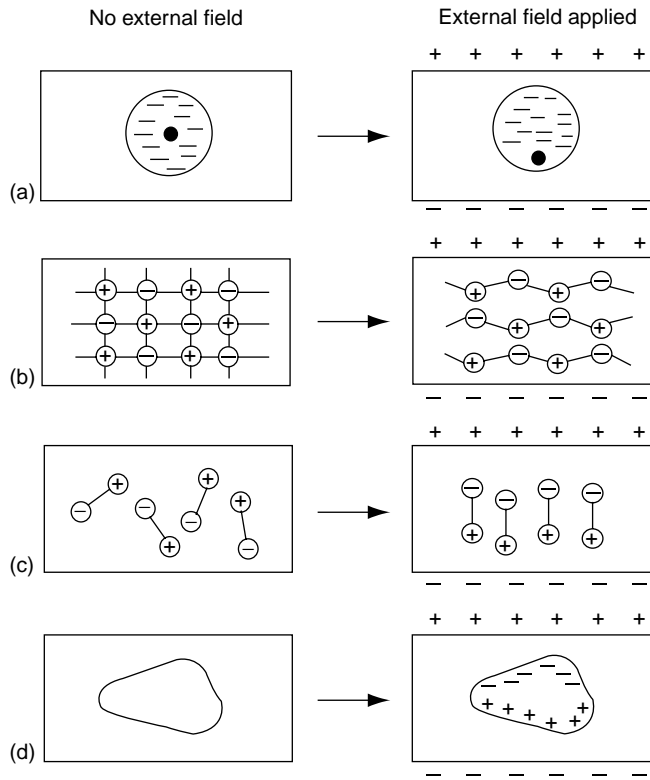 No external field External field applied
+ + + + + +
(a)
− − − − − −
+ + + + + +
+ − + −
− + − +
+ − + −
+ − + −
− + − +
+ − + −
(b)
− − − − − −
+ + + + + +
+ − + +
− + − −
− − − −
+ + + +
(c)
− − − − − −
+ + + + + +
− − − − −
+ + + + + +
(d)
− − − − − −